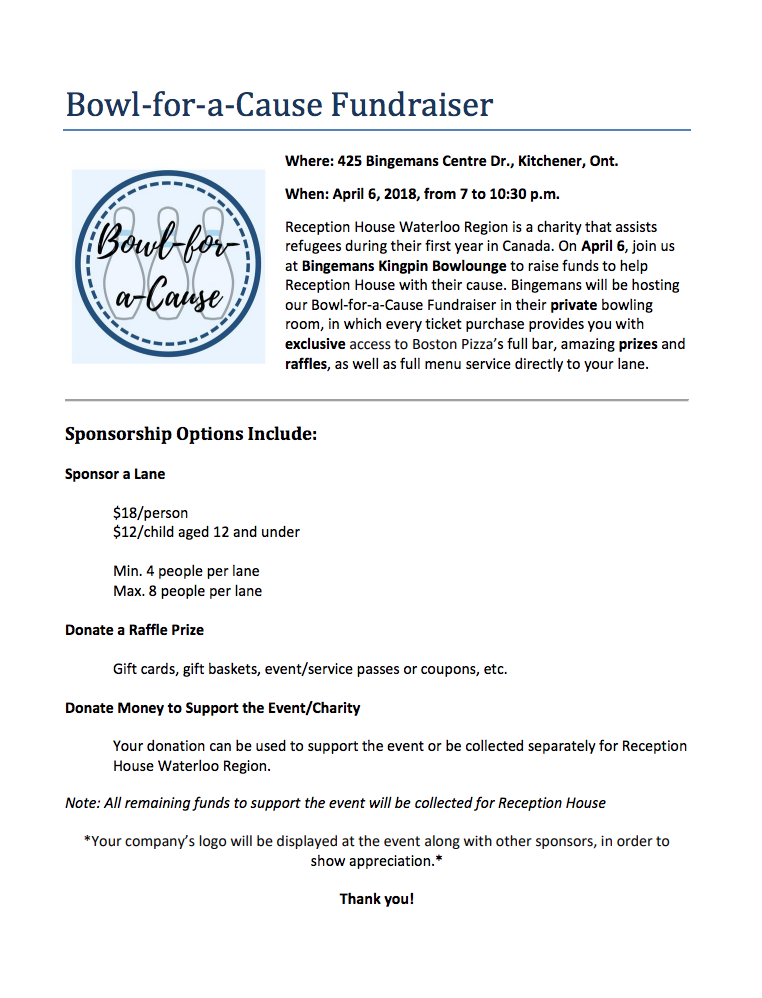 Bowl-for-a-Cause Fundraiser
Bowl-for-
a-Cause
Where: 425 Bingemans Centre Dr., Kitchener, Ont.
When: April 6, 2018, from 7 to 10:30 p.m.
Reception House Waterloo Region is a charity that assists
refugees during their first year in Canada. On April 6, join us
at Bingemans Kingpin Bowlounge to raise funds to help
Reception House with their cause. Bingemans will be hosting
our Bowl-for-a-Cause Fundraiser in their private bowling
room, in which every ticket purchase provides you with
exclusive access to Boston Pizza’s full bar, amazing prizes and
raffles, as well as full menu service directly to your lane.
Sponsorship Options Include:
Sponsor a Lane
$18/person
$12/child aged 12 and under
Min. 4 people per lane
Max. 8 people per lane
Donate a Raffle Prize
Gift cards, gift baskets, event/service passes or coupons, etc.
Donate Money to Support the Event/Charity
Your donation can be used to support the event or be collected separately for Reception
House Waterloo Region.
Note: All remaining funds to support the event will be collected for Reception House
*Your company’s logo will be displayed at the event along with other sponsors, in order to
show appreciation.*
Thank you!